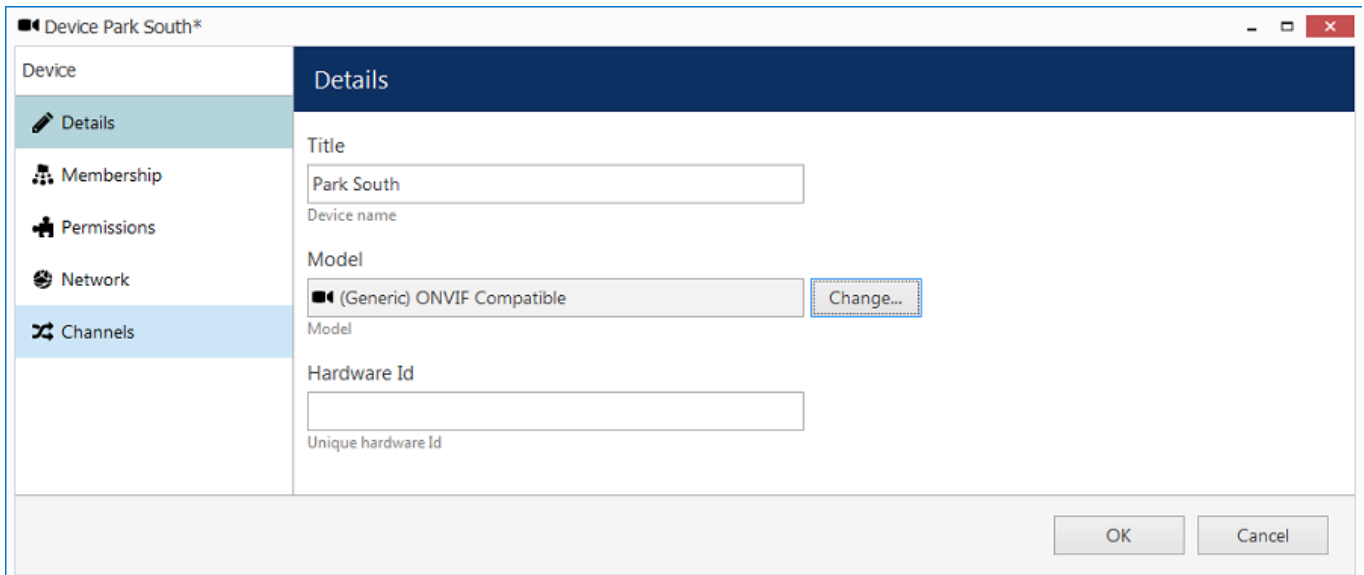 Device Park South*
Device
Details
Membership
Permissions
Network
Channels
Details
Title
Park South
Device name
Model
(Generic) ONVIF Compatible
Change...
Model
Hardware Id
Unique hardware Id
OK
Cancel